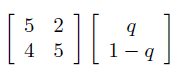 [ 5 2 ] [ q ]
[ 4 5 ] [ 1 − q ]